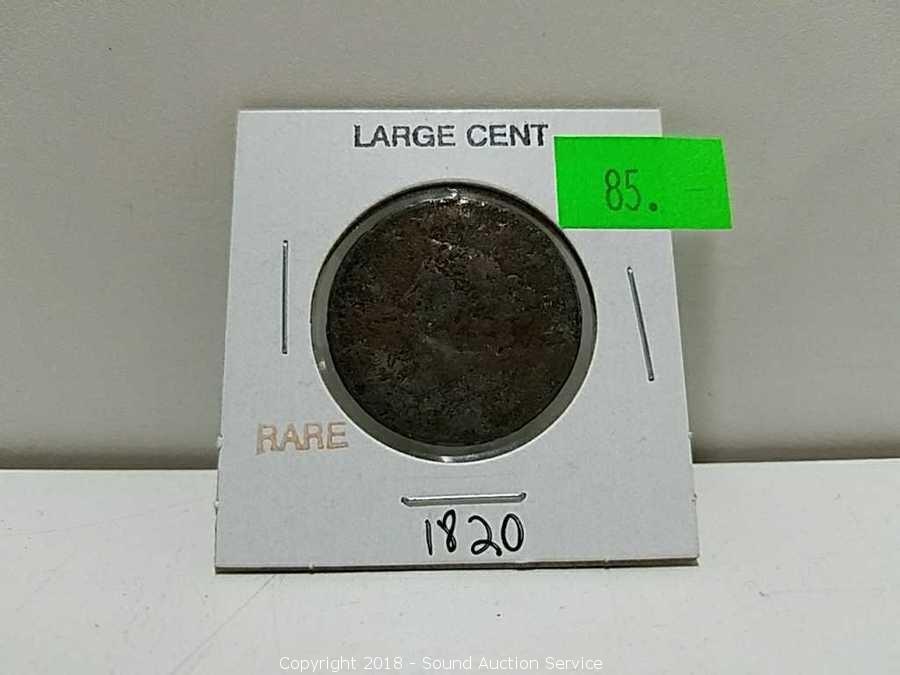 LARGE CENT
85.
RARE
1820
Copyright 2018 - Sound Auction Service